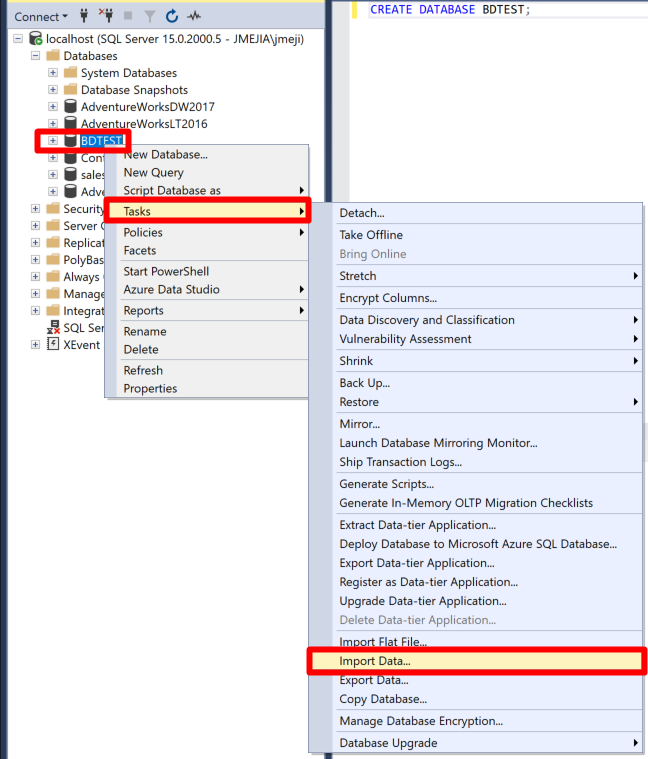 Connect
CREATE DATABASE BDTEST;
localhost (SQL Server 15.0.2000.5 - JMEJIA\jmeji)
Databases
System Databases
Database Snapshots
AdventureWorksDW2017
AdventureWorksLT2016
BDTEST
Cont
sales
Adve
Security
Server O
Replicat
PolyBas
Always
Manage
Integrat
SQL Ser
XEvent
New Database...
New Query
Script Database as
Tasks
Policies
Facets
Start PowerShell
Azure Data Studio
Reports
Rename
Delete
Refresh
Properties
Detach...
Take Offline
Bring Online
Stretch
Encrypt Columns...
Data Discovery and Classification
Vulnerability Assessment
Shrink
Back Up...
Restore
Mirror...
Launch Database Mirroring Monitor...
Ship Transaction Logs...
Generate Scripts...
Generate In-Memory OLTP Migration Checklists
Extract Data-tier Application...
Deploy Database to Microsoft Azure SQL Database...
Export Data-tier Application...
Register as Data-tier Application...
Upgrade Data-tier Application...
Delete Data-tier Application...
Import Flat File...
Import Data...
Export Data...
Copy Database...
Manage Database Encryption...
Database Upgrade